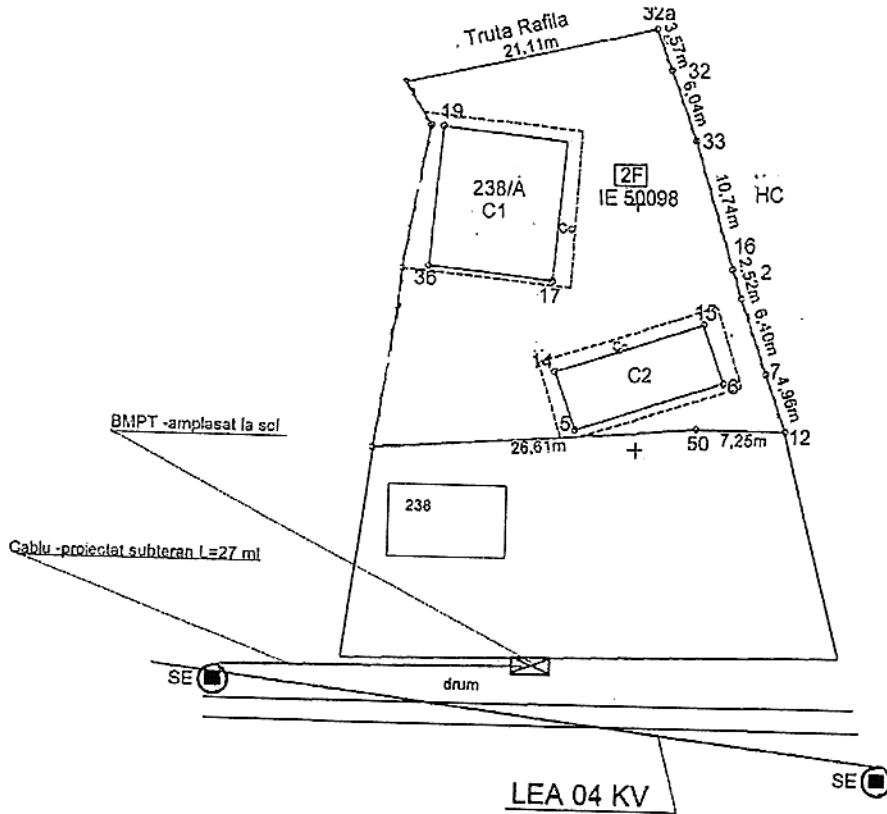 32a
Truta Rafila
21,11m
3,57m
32
6,04m
19
33
2F
IE 50098
238/A
C1
10,74m
HC
Co
16
2
36
17
2,52m
15
6,40m
Co
14
C2
7
6
4,96m
BMPT -amplasat la scl
5
50
12
26,61m
7,25m
238
Cablu -proiectat subteran L=27 ml
SE
drum
SE
LEA 04 KV